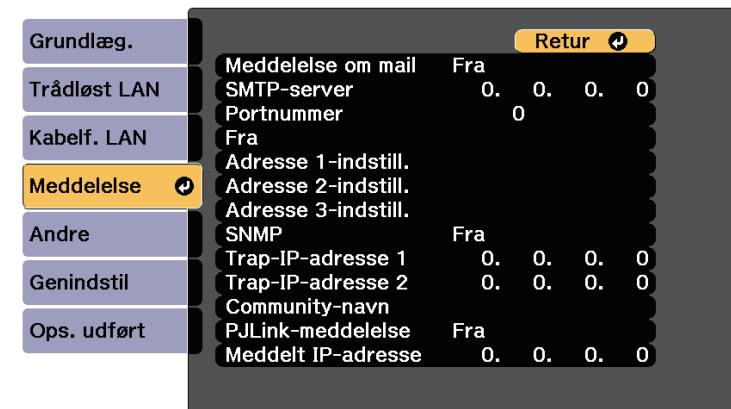 Grundlæg.
Trådløst LAN
Kabelf. LAN
Meddelelse
Andre
Genindstil
Ops. udført
Retur
Meddelelse om mail Fra
SMTP-server 0. 0. 0. 0
Portnummer 0
Fra
Adresse 1-indstill.
Adresse 2-indstill.
Adresse 3-indstill.
SNMP Fra
Trap-IP-adresse 1 0. 0. 0. 0
Trap-IP-adresse 2 0. 0. 0. 0
Community-navn
PJLink-meddelelse Fra
Meddelt IP-adresse 0. 0. 0. 0